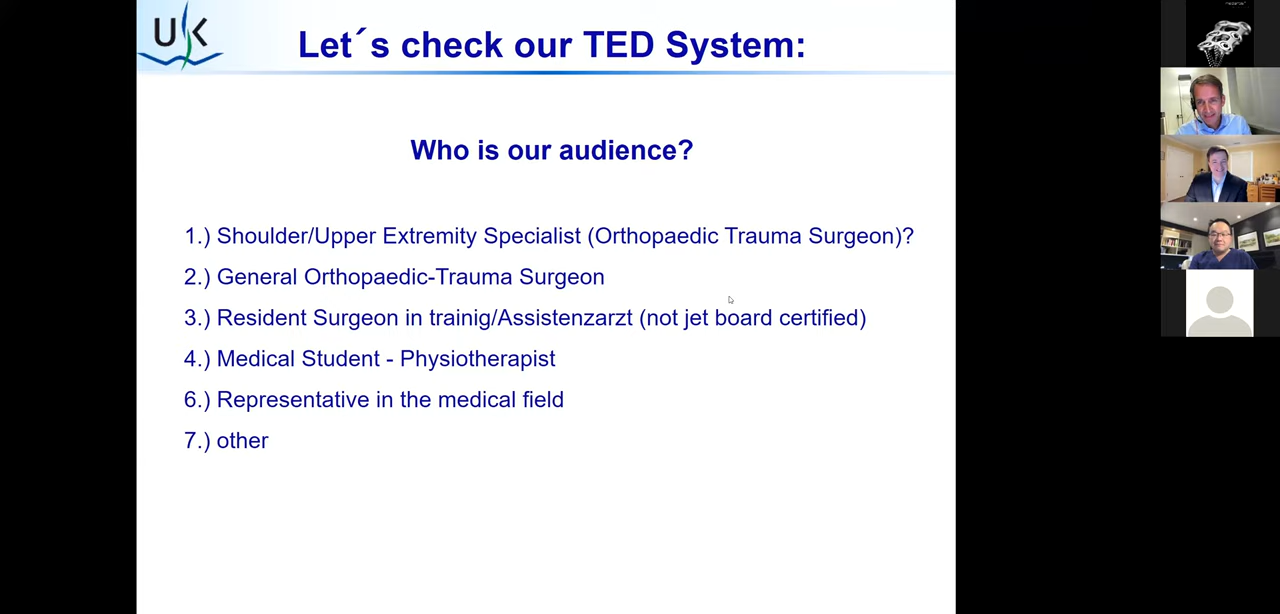 UK
Let´s check our TED System:
Who is our audience?
1.) Shoulder/Upper Extremity Specialist (Orthopaedic Trauma Surgeon)?
2.) General Orthopaedic-Trauma Surgeon
3.) Resident Surgeon in trainig/Assistenzarzt (not jet board certified)
4.) Medical Student - Physiotherapist
6.) Representative in the medical field
7.) other